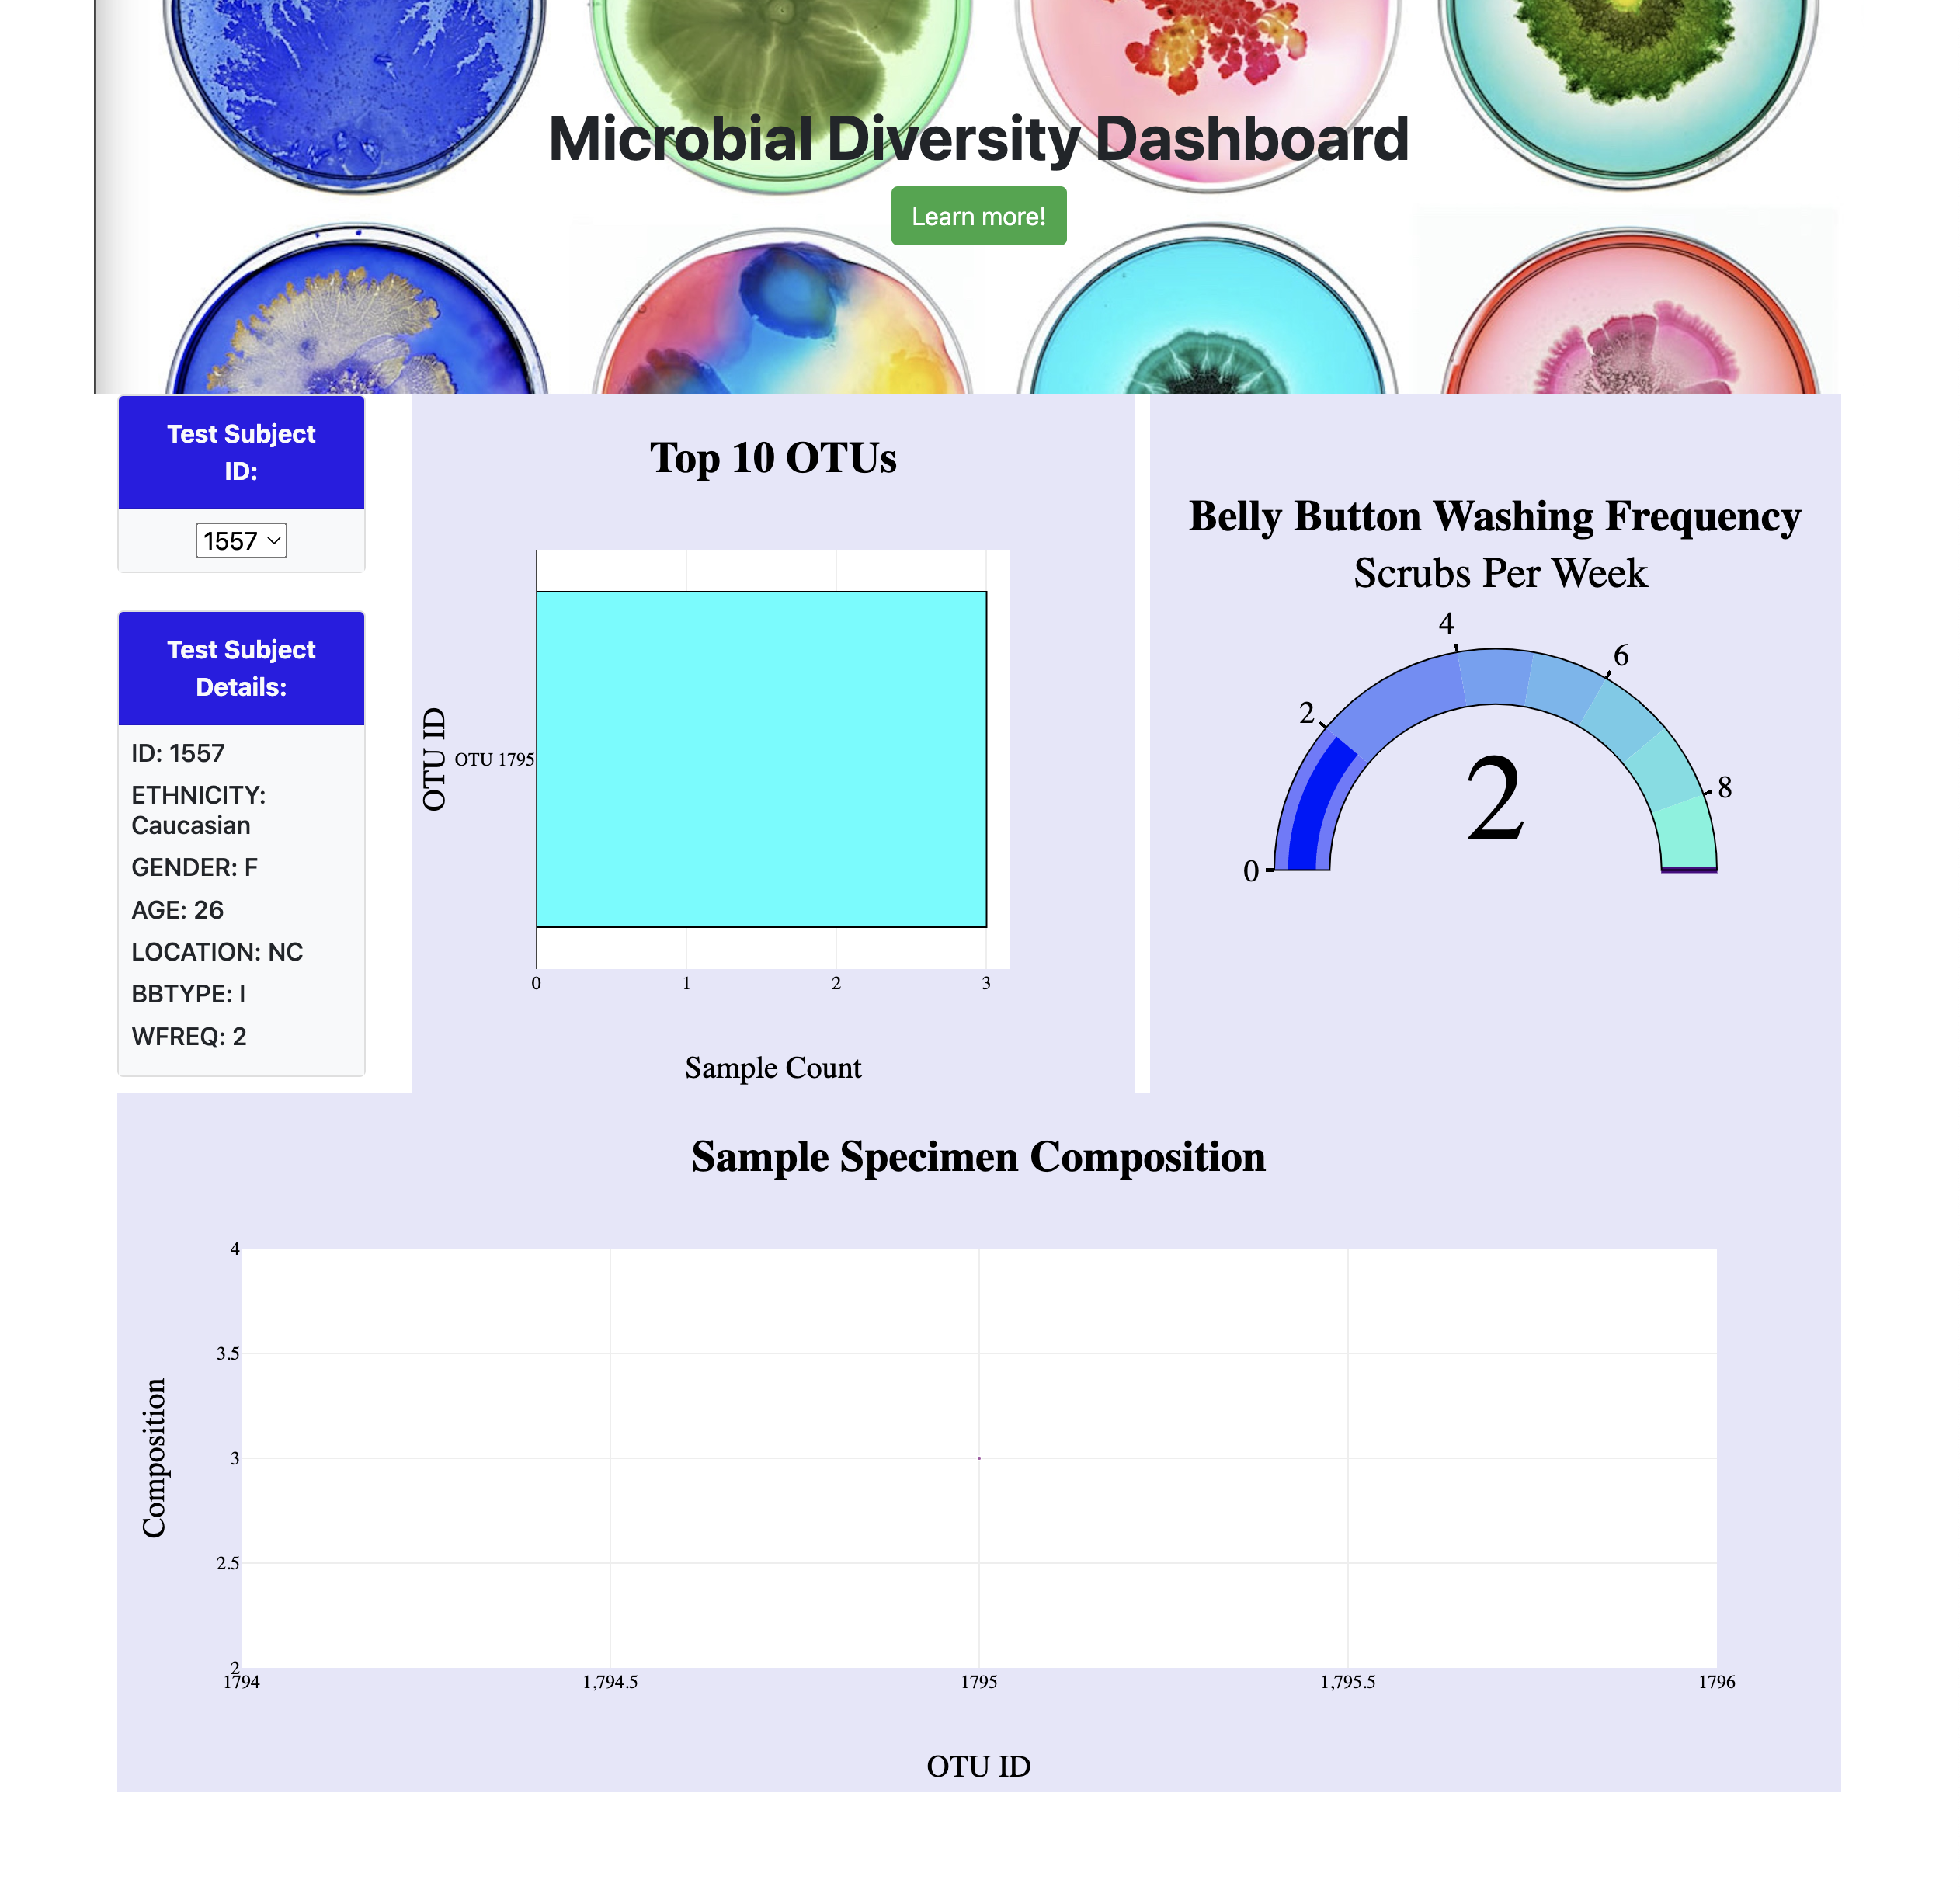 Microbial Diversity Dashboard
Learn more!
Test Subject
ID:
1557
Test Subject
Details:
ID: 1557
ETHNICITY:
Caucasian
GENDER: F
AGE: 26
LOCATION: NC
BBTYPE: I
WFREQ: 2
Top 10 OTUs
OTU ID
OTU 1795
0 1 2 3
Sample Count
Belly Button Washing Frequency
Scrubs Per Week
0
2
4
6
8
2
Sample Specimen Composition
Composition
4
3.5
3
2.5
2
1794 1,794.5 1795 1,795.5 1796
OTU ID